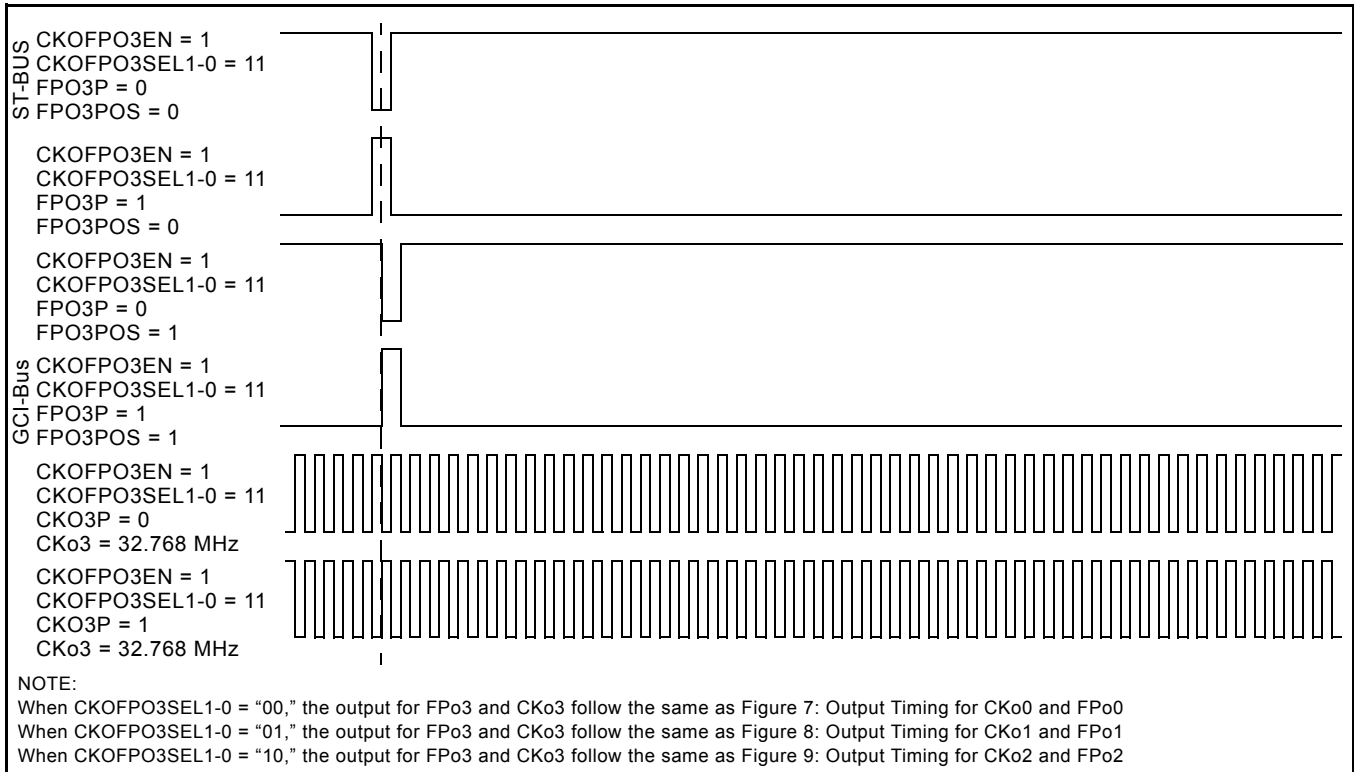 ST-BUS
CKOFPO3EN = 1
CKOFPO3SEL1-0 = 11
FPO3P = 0
FPO3POS = 0
CKOFPO3EN = 1
CKOFPO3SEL1-0 = 11
FPO3P = 1
FPO3POS = 0
CKOFPO3EN = 1
CKOFPO3SEL1-0 = 11
FPO3P = 0
FPO3POS = 1
GCI-Bus
CKOFPO3EN = 1
CKOFPO3SEL1-0 = 11
FPO3P = 1
FPO3POS = 1
CKOFPO3EN = 1
CKOFPO3SEL1-0 = 11
CKO3P = 0
CKo3 = 32.768 MHz
CKOFPO3EN = 1
CKOFPO3SEL1-0 = 11
CKO3P = 1
CKo3 = 32.768 MHz
NOTE:
When CKOFPO3SEL1-0 = “00,” the output for FPo3 and CKo3 follow the same as Figure 7: Output Timing for CKo0 and FPo0
When CKOFPO3SEL1-0 = “01,” the output for FPo3 and CKo3 follow the same as Figure 8: Output Timing for CKo1 and FPo1
When CKOFPO3SEL1-0 = “10,” the output for FPo3 and CKo3 follow the same as Figure 9: Output Timing for CKo2 and FPo2